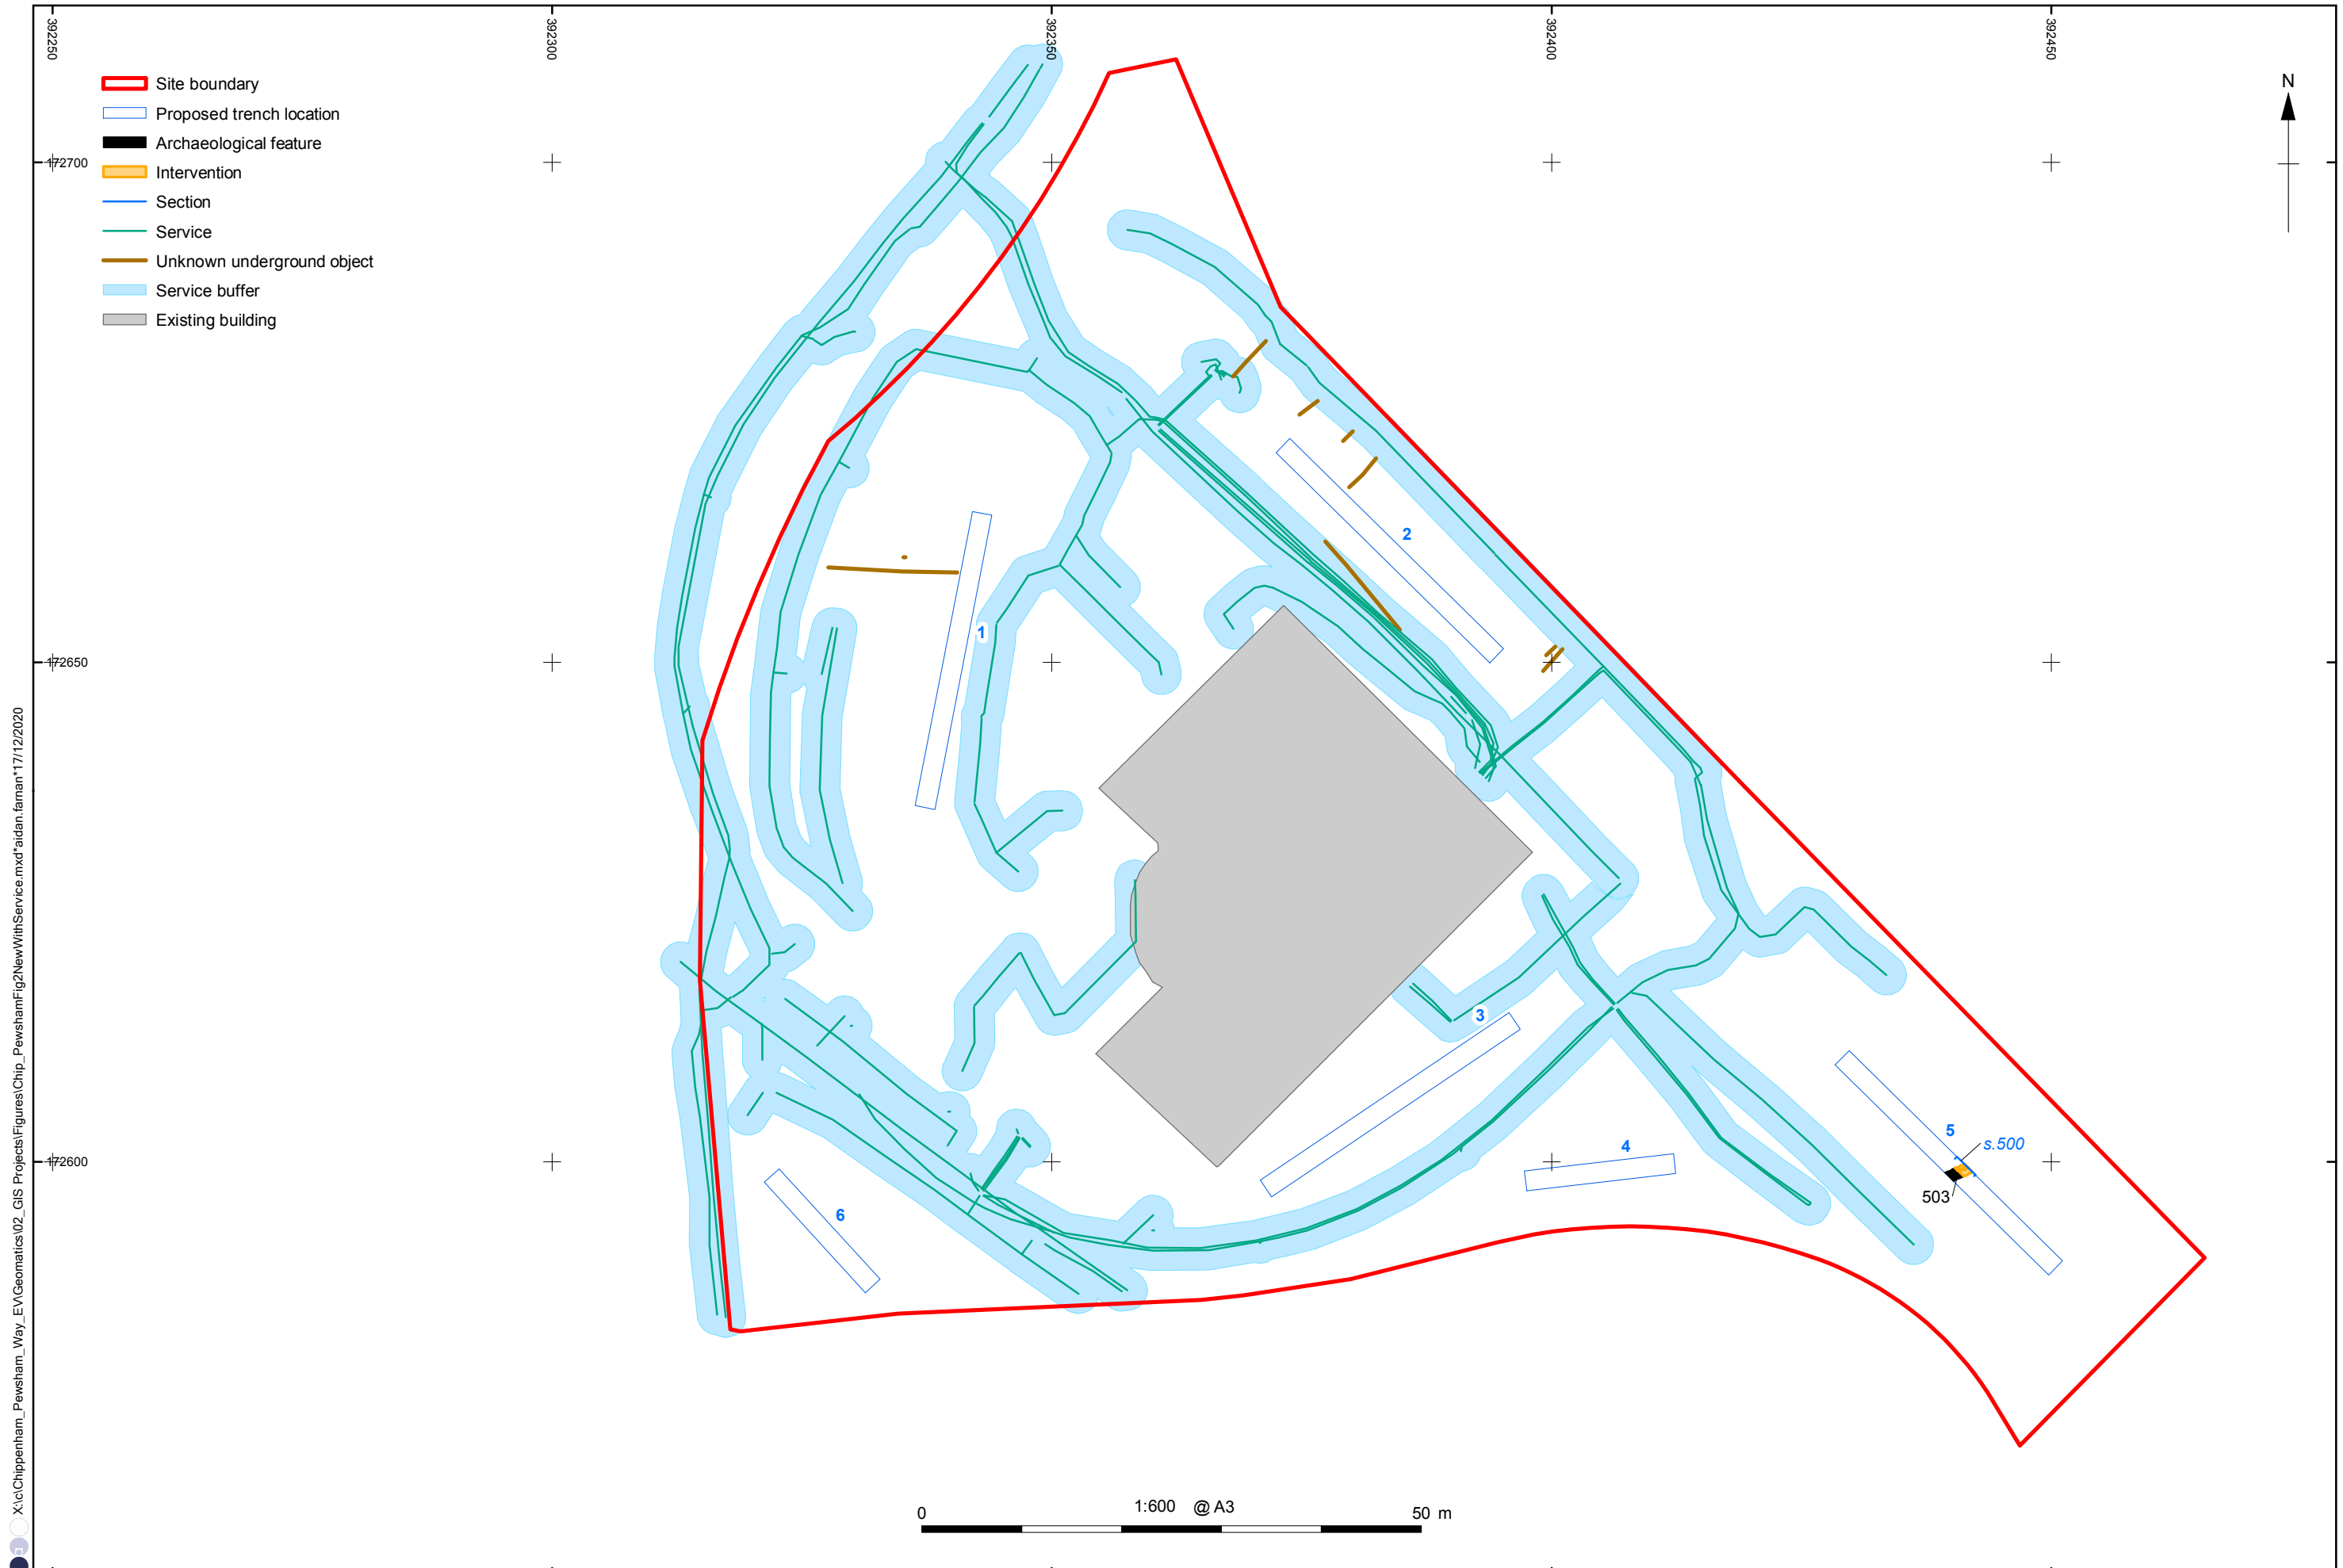 392250
392300
392350
392400
392450
N
Site boundary
Proposed trench location
Archaeological feature
Intervention
Section
Service
Unknown underground object
Service buffer
Existing building
172700
172650
172600
2
1
3
4
5
s.500
503
6
1:600 @ A3
0
50 m
X:\c\Chippenham_Pewsham_Way_EV\Geomatics\02_GIS Projects\Figures\Chip_PewshamFig2NewWithService.mxd*aidan.farnan*17/12/2020